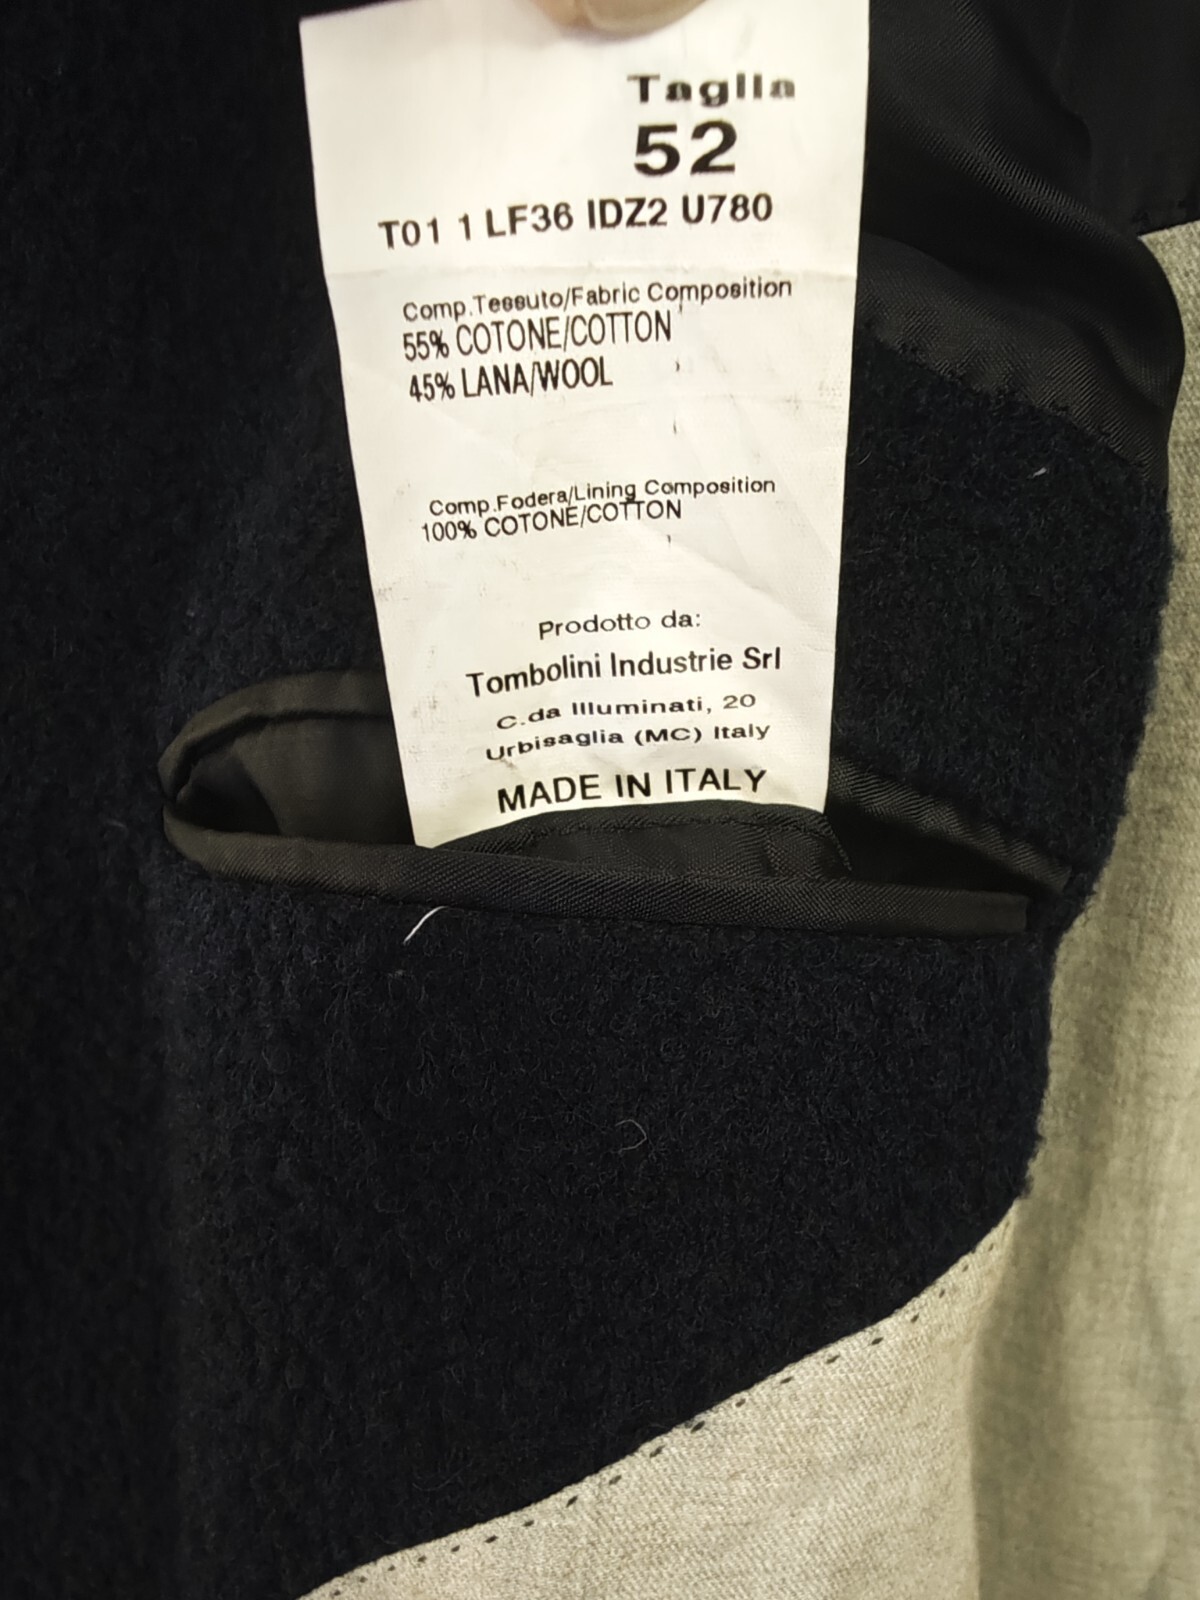 Taglia
52
T01 1 LF36 IDZ2 U780
Comp.Tessuto/Fabric Composition
55% COTONE/COTTON
45% LANA/WOOL
Comp.Fodera/Lining Composition
100% COTONE/COTTON
Prodotto da:
Tombolini Industrie Srl
C.da Illuminati, 20
Urbisaglia (MC) Italy
MADE IN ITALY